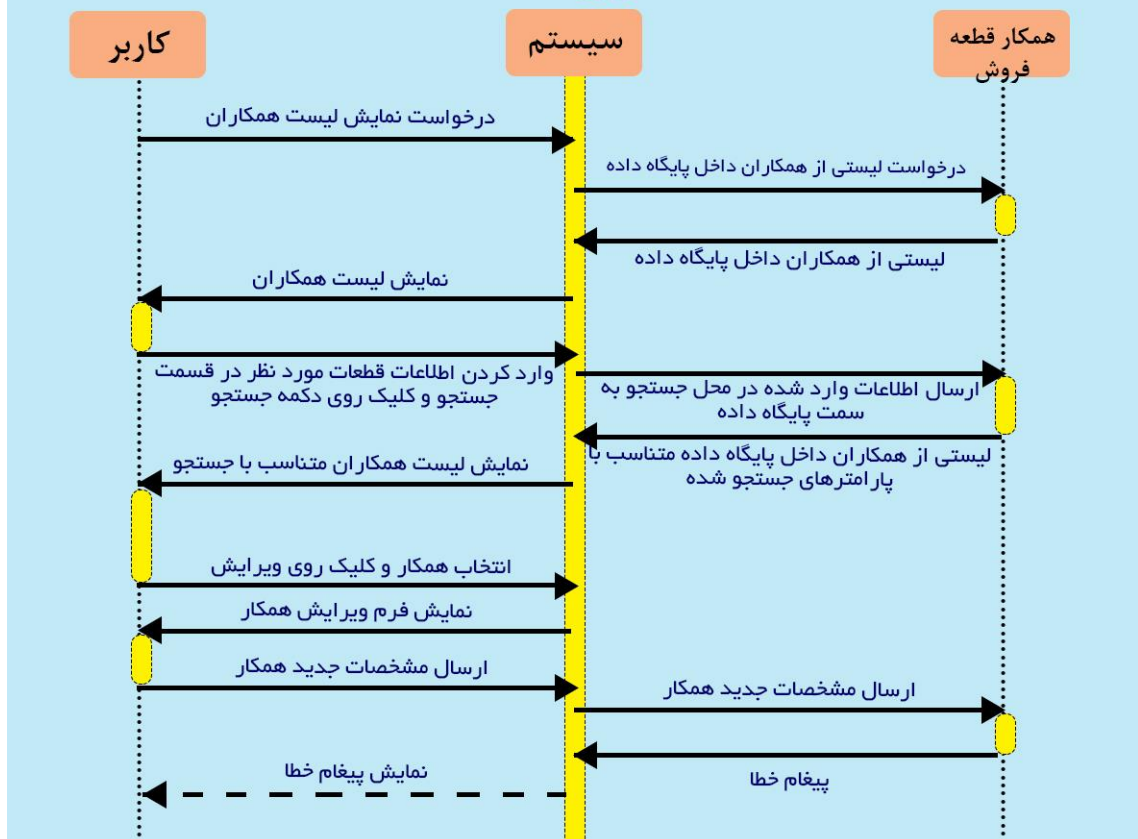 کاربر
سیستم
همکار قطعه
فروش
درخواست نمایش لیست همکاران
درخواست لیستی از همکاران داخل پایگاه داده
لیستی از همکاران داخل پایگاه داده
نمایش لیست همکاران
وارد کردن اطلاعات قطعات مورد نظر در قسمت
جستجو و کلیک روی دکمه جستجو
ارسال اطلاعات وارد شده در محل جستجو به
سمت پایگاه داده
لیستی از همکاران داخل پایگاه داده متناسب با
پارامترهای جستجو شده
نمایش لیست همکاران متناسب با جستجو
انتخاب همکار و کلیک روی ویرایش
نمایش فرم ویرایش همکار
ارسال مشخصات جدید همکار
ارسال مشخصات جدید همکار
پیغام خطا
نمایش پیغام خطا